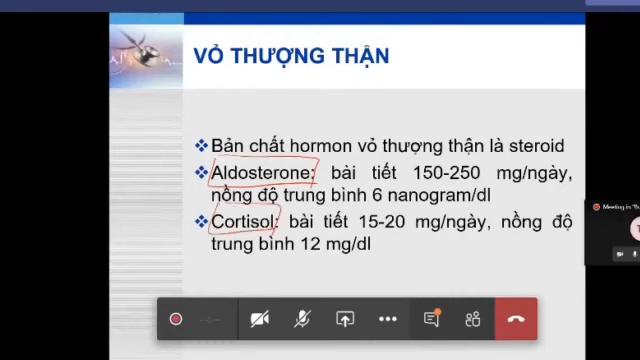 VỎ THƯỢNG THẬN
❖Bản chất hormon vỏ thượng thận là steroid
❖Aldosterone: bài tiết 150-250 mg/ngày,
nồng độ trung bình 6 nanogram/dl
❖Cortisol: bài tiết 15-20 mg/ngày, nồng độ
trung bình 12 mg/dl
Meeting in